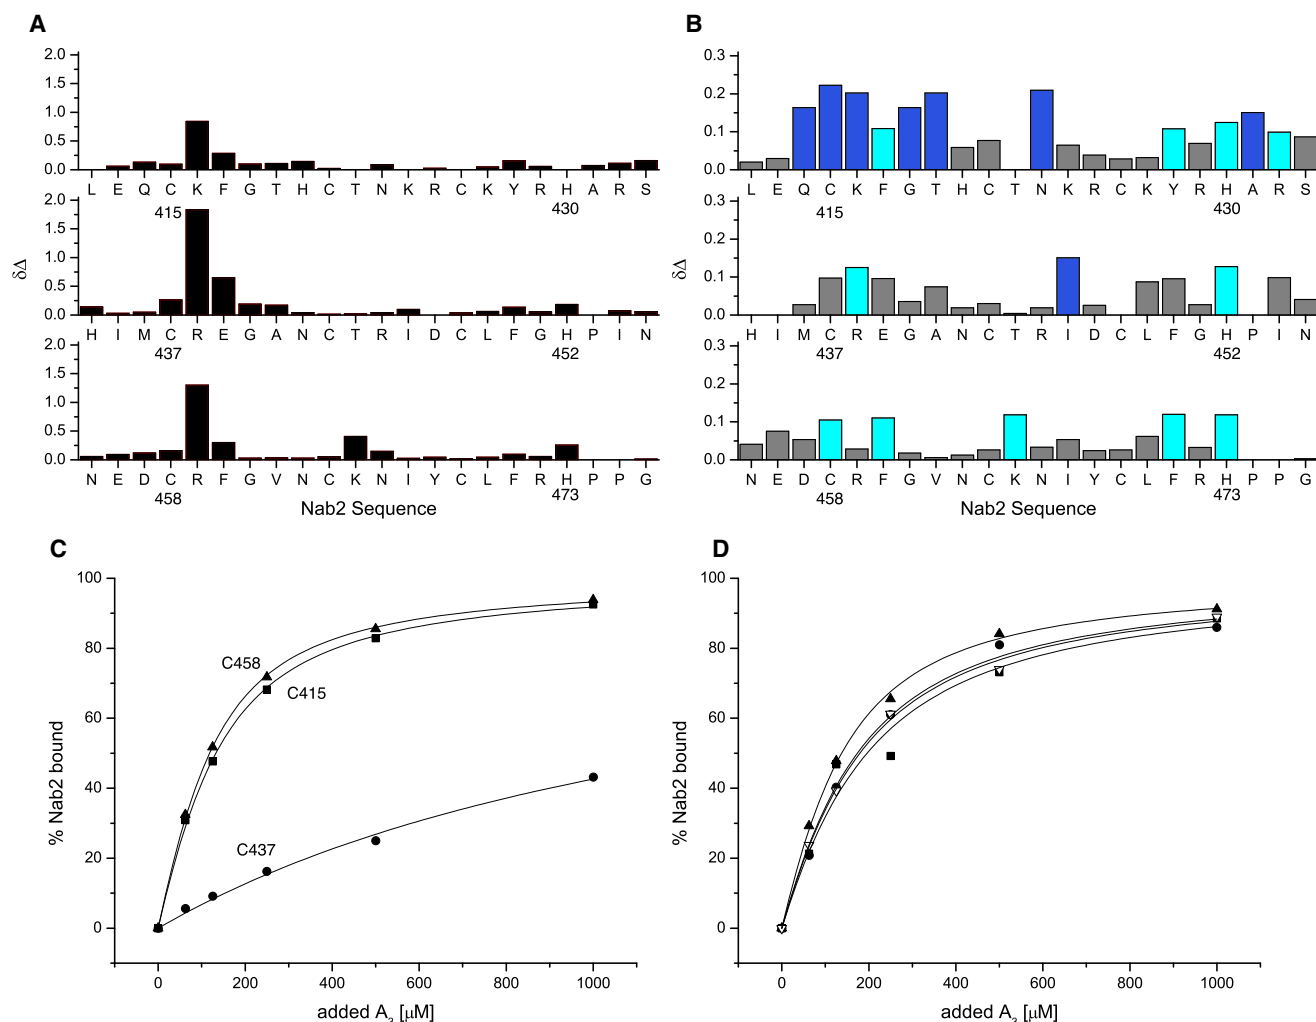 A
B
2.0
1.5
1.0
0.5
0.0
L E Q C K F G T H C T N K R C K Y R H A R S
415
430
0.3
0.2
0.1
0.0
L E Q C K F G T H C T N K R C K Y R H A R S
415
430
δΔ
2.0
1.5
1.0
0.5
0.0
H I M C R E G A N C T R I D C L F G H P I N
437
452
δΔ
0.3
0.2
0.1
0.0
H I M C R E G A N C T R I D C L F G H P I N
437
452
2.0
1.5
1.0
0.5
0.0
N E D C R F G V N C K N I Y C L F R H P P G
458
473
Nab2 Sequence
0.3
0.2
0.1
0.0
N E D C R F G V N C K N I Y C L F R H P P G
458
473
Nab2 Sequence
C
D
% Nab2 bound
100
80
60
40
20
0
C458
C415
C437
0 200 400 600 800 1000
added A3 [μM]
% Nab2 bound
100
80
60
40
20
0
0 200 400 600 800 1000
added A3 [μM]